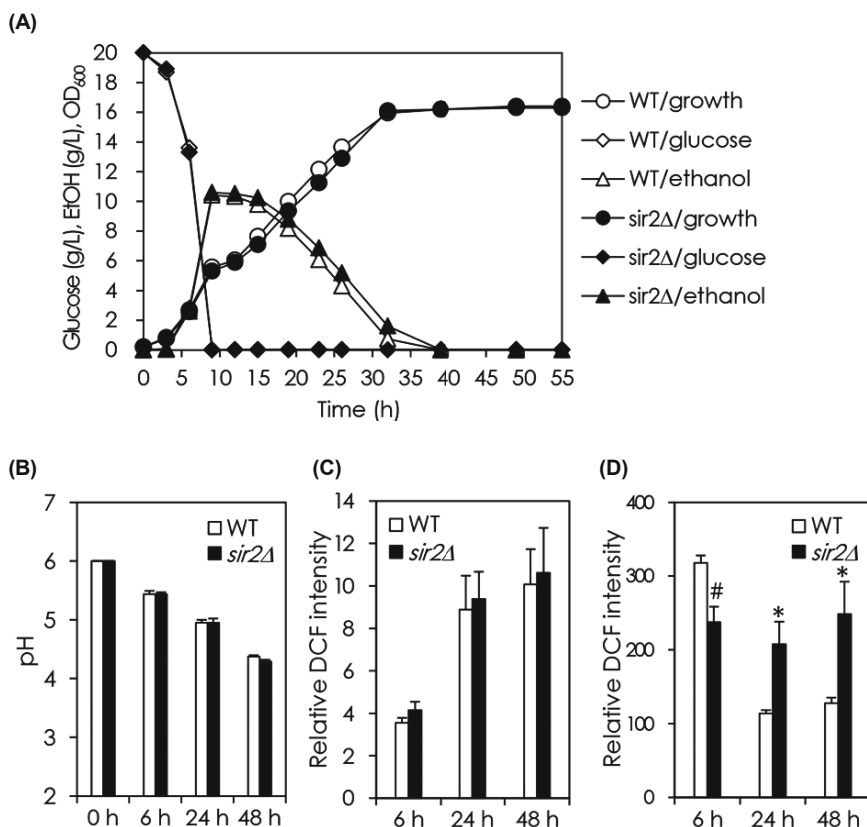 (A)
Glucose (g/L), EtOH (g/L), OD600
20
18
16
14
12
10
8
6
4
2
0
0 5 10 15 20 25 30 35 40 45 50 55
Time (h)
WT/growth
WT/glucose
WT/ethanol
sir2Δ/growth
sir2Δ/glucose
sir2Δ/ethanol
(B)
pH
7
6
5
4
3
2
WT
sir2Δ
0 h 6 h 24 h 48 h
(C)
Relative DCF intensity
14
12
10
8
6
4
2
0
WT
sir2Δ
6 h 24 h 48 h
(D)
Relative DCF intensity
400
300
200
100
0
WT
sir2Δ
# * *
6 h 24 h 48 h